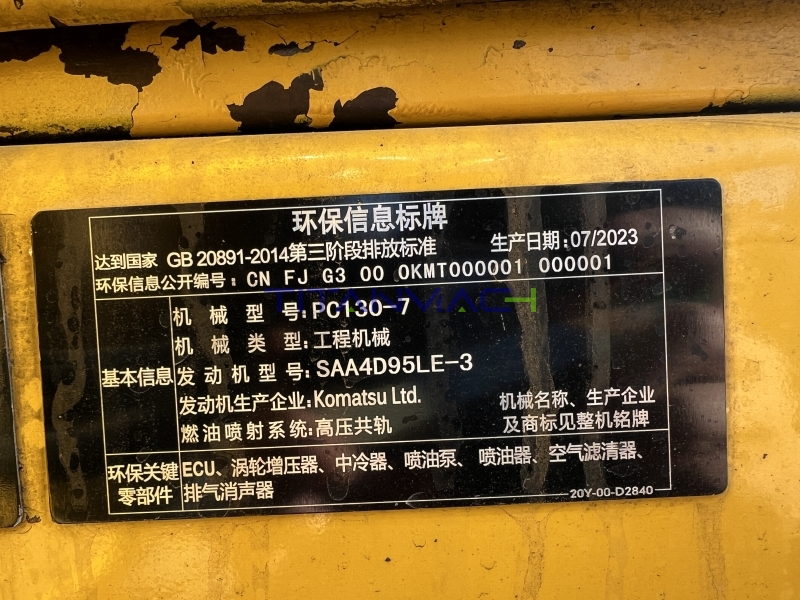 环保信息标牌
达到国家 GB 20891-2014第三阶段排放标准 生产日期:07/2023
环保信息公开编号:CN FJ G3 00 0KMT000001 000001
TITANMACH
机械型号:PC130-7
机械类型:工程机械
基本信息 发动机型号:SAA4D95LE-3
发动机生产企业:Komatsu Ltd.
燃油喷射系统:高压共轨
机械名称、生产企业
及商标见整机铭牌
环保关键
零部件
ECU、涡轮增压器、中冷器、喷油泵、喷油器、空气滤清器、
排气消声器
20Y-00-D2840